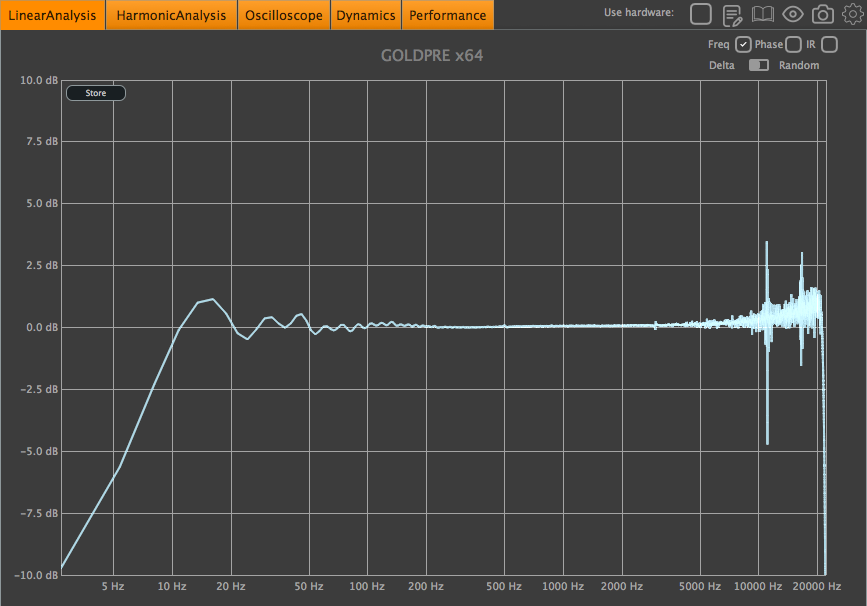 LinearAnalysis HarmonicAnalysis Oscilloscope Dynamics Performance Use hardware:
Freq Phase IR
GOLDPRE x64
Delta Random
10.0 dB
Store
7.5 dB
5.0 dB
2.5 dB
0.0 dB
-2.5 dB
-5.0 dB
-7.5 dB
-10.0 dB
5 Hz 10 Hz 20 Hz 50 Hz 100 Hz 200 Hz 500 Hz 1000 Hz 2000 Hz 5000 Hz 10000 Hz 20000 Hz